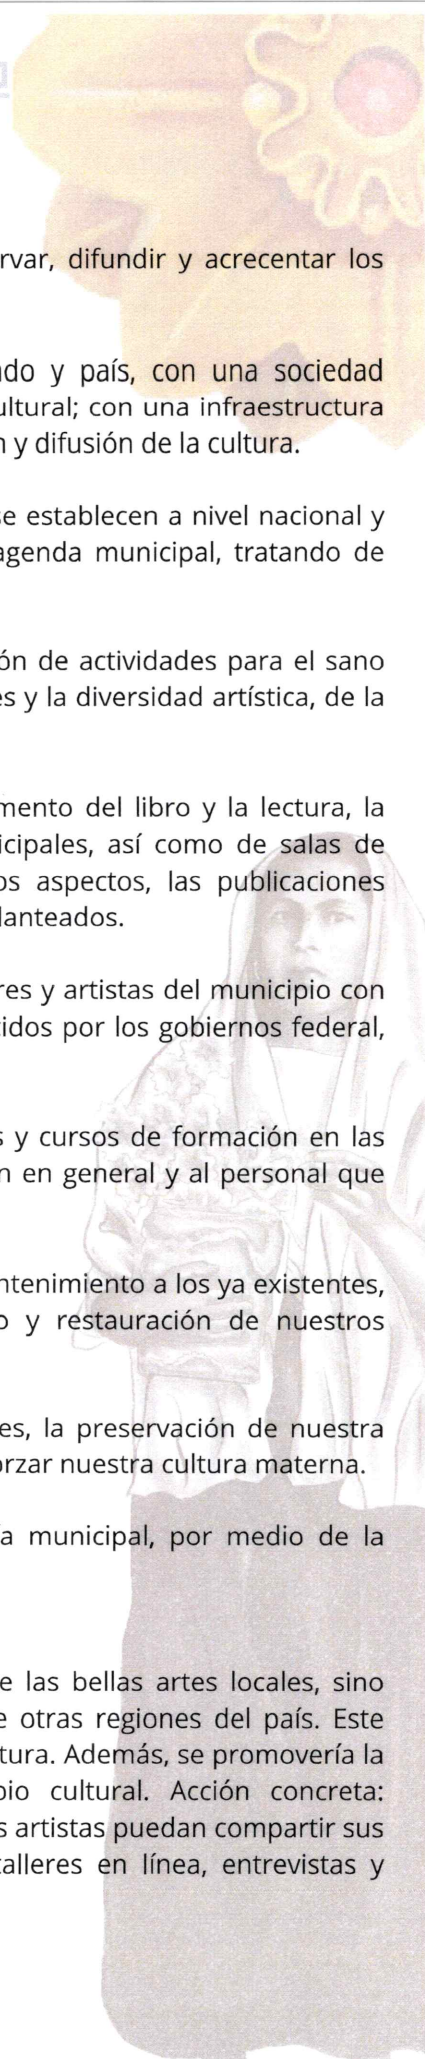 rvar, difundir y acrecentar los
ado y país, con una sociedad
ultural; con una infraestructura
n y difusión de la cultura.
se establecen a nivel nacional y
agenda municipal, tratando de
ón de actividades para el sano
es y la diversidad artística, de la
mento del libro y la lectura, la
icipales, así como de salas de
os aspectos, las publicaciones
lanteados.
res y artistas del municipio con
tidos por los gobiernos federal,
s y cursos de formación en las
n en general y al personal que
ntenimiento a los ya existentes,
o y restauración de nuestros
es, la preservación de nuestra
orzar nuestra cultura materna.
ía municipal, por medio de la
e las bellas artes locales, sino
e otras regiones del país. Este
tura. Además, se promovería la
bio cultural. Acción concreta:
s artistas puedan compartir sus
talleres en línea, entrevistas y